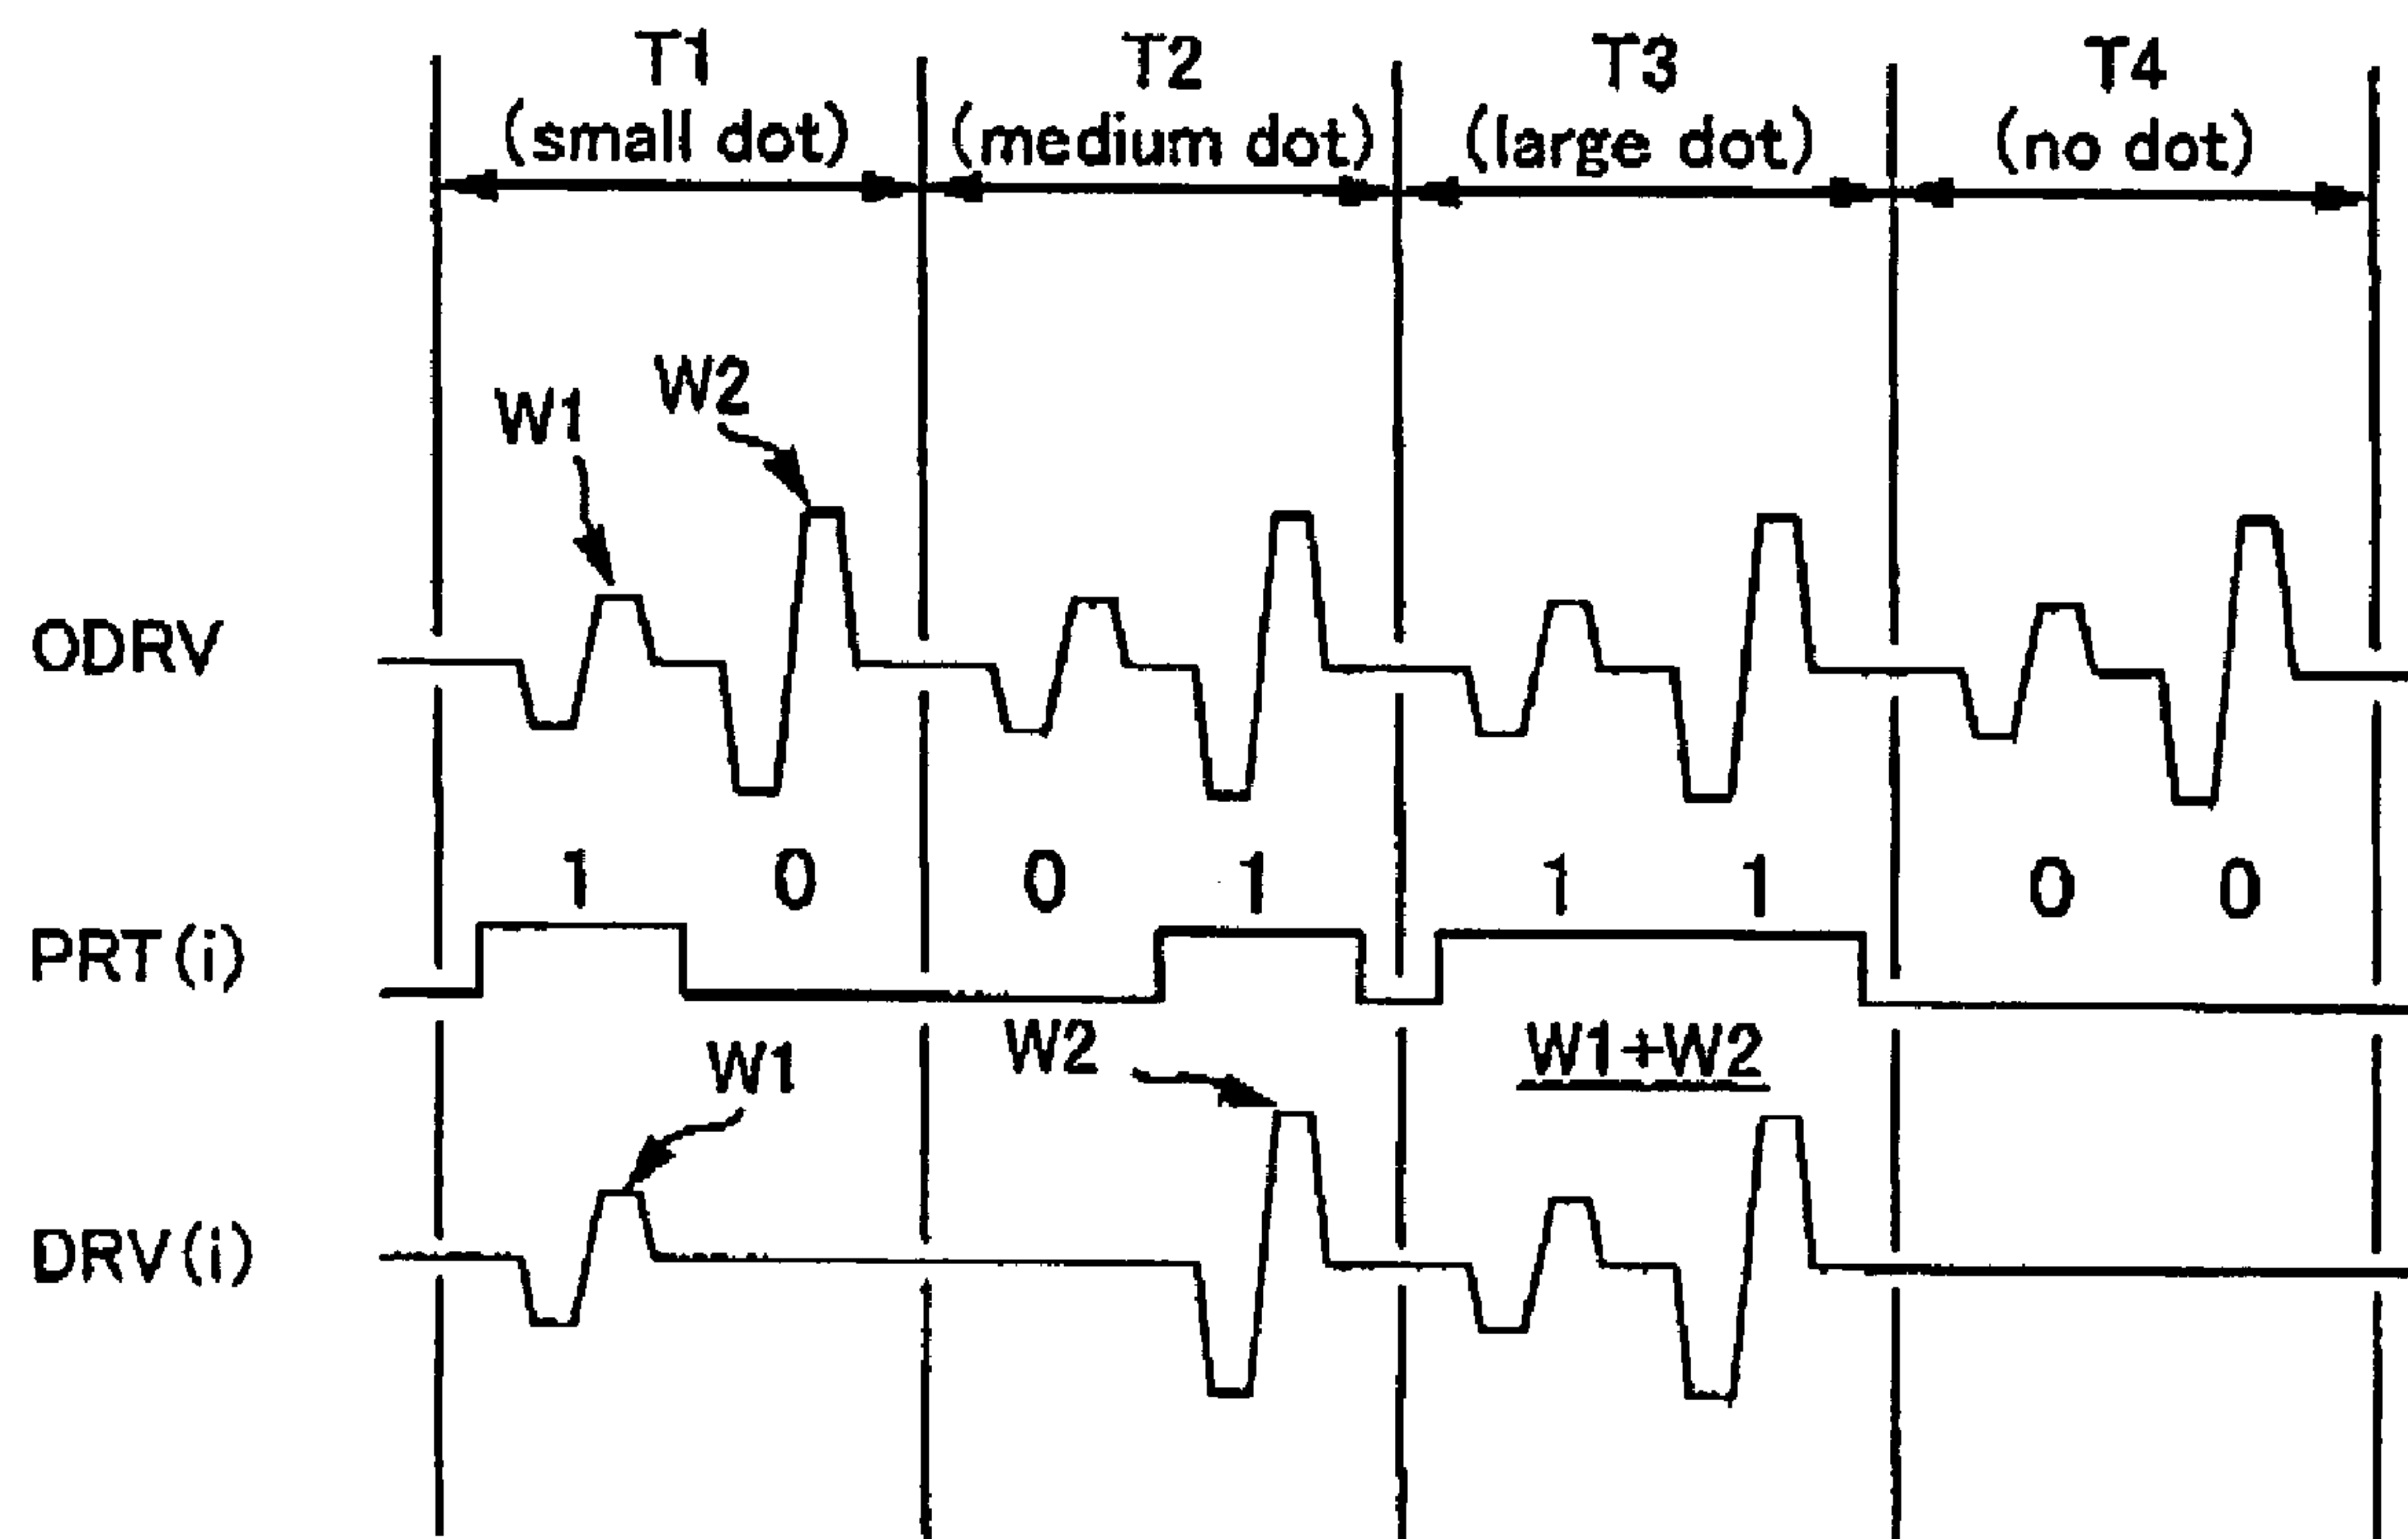 T1 T2 T3 T4
(small dot) (medium dot) (large dot) (no dot)
W1 W2
ODRV
1 0 0 1 1 1 0 0
PRT(i)
W1 W2 W1+W2
DRV(i)